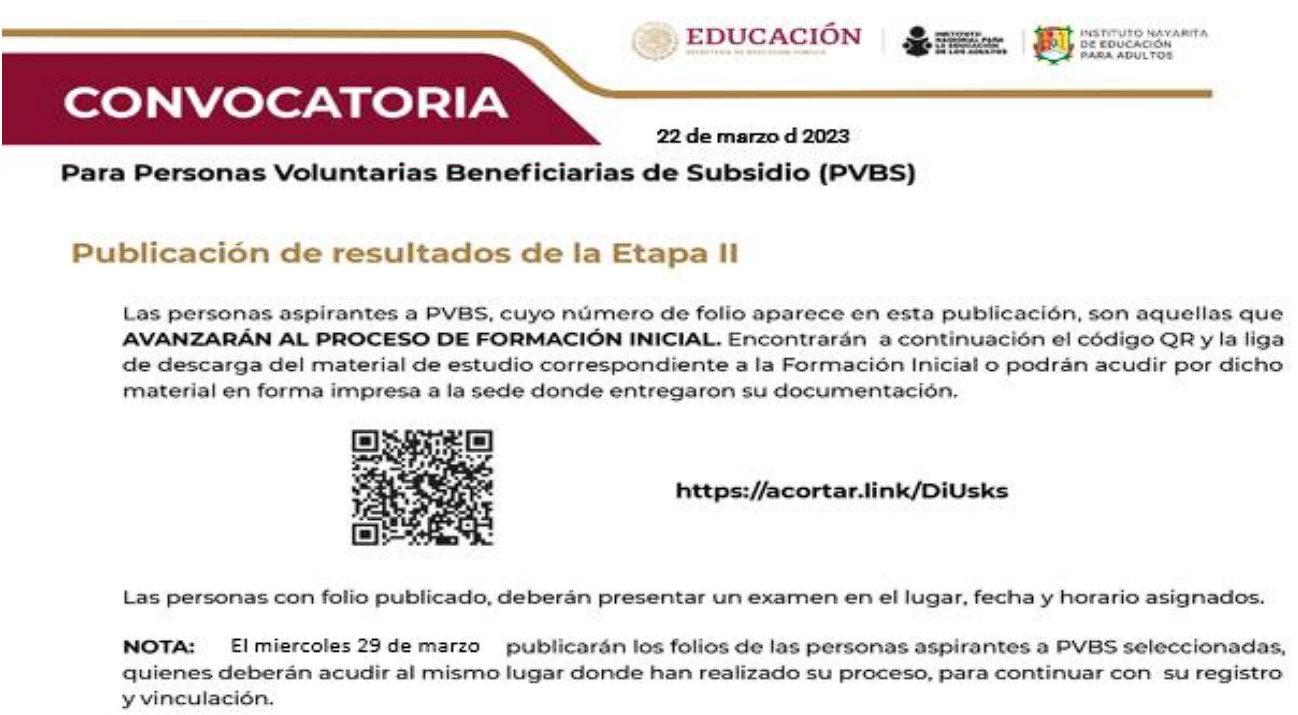 EDUCACIÓN
SECRETARÍA DE EDUCACIÓN PÚBLICA
INSTITUTO
NACIONAL PARA
LA EDUCACIÓN
DE LOS ADULTOS
INSTITUTO NAYARITA
DE EDUCACIÓN
PARA ADULTOS
CONVOCATORIA
22 de marzo d 2023
Para Personas Voluntarias Beneficiarias de Subsidio (PVBS)
Publicación de resultados de la Etapa II
Las personas aspirantes a PVBS, cuyo número de folio aparece en esta publicación, son aquellas que
AVANZARÁN AL PROCESO DE FORMACIÓN INICIAL. Encontrarán a continuación el código QR y la liga
de descarga del material de estudio correspondiente a la Formación Inicial o podrán acudir por dicho
material en forma impresa a la sede donde entregaron su documentación.
https://acortar.link/DiUsks
Las personas con folio publicado, deberán presentar un examen en el lugar, fecha y horario asignados.
NOTA: El miercoles 29 de marzo publicarán los folios de las personas aspirantes a PVBS seleccionadas,
quienes deberán acudir al mismo lugar donde han realizado su proceso, para continuar con su registro
y vinculación.